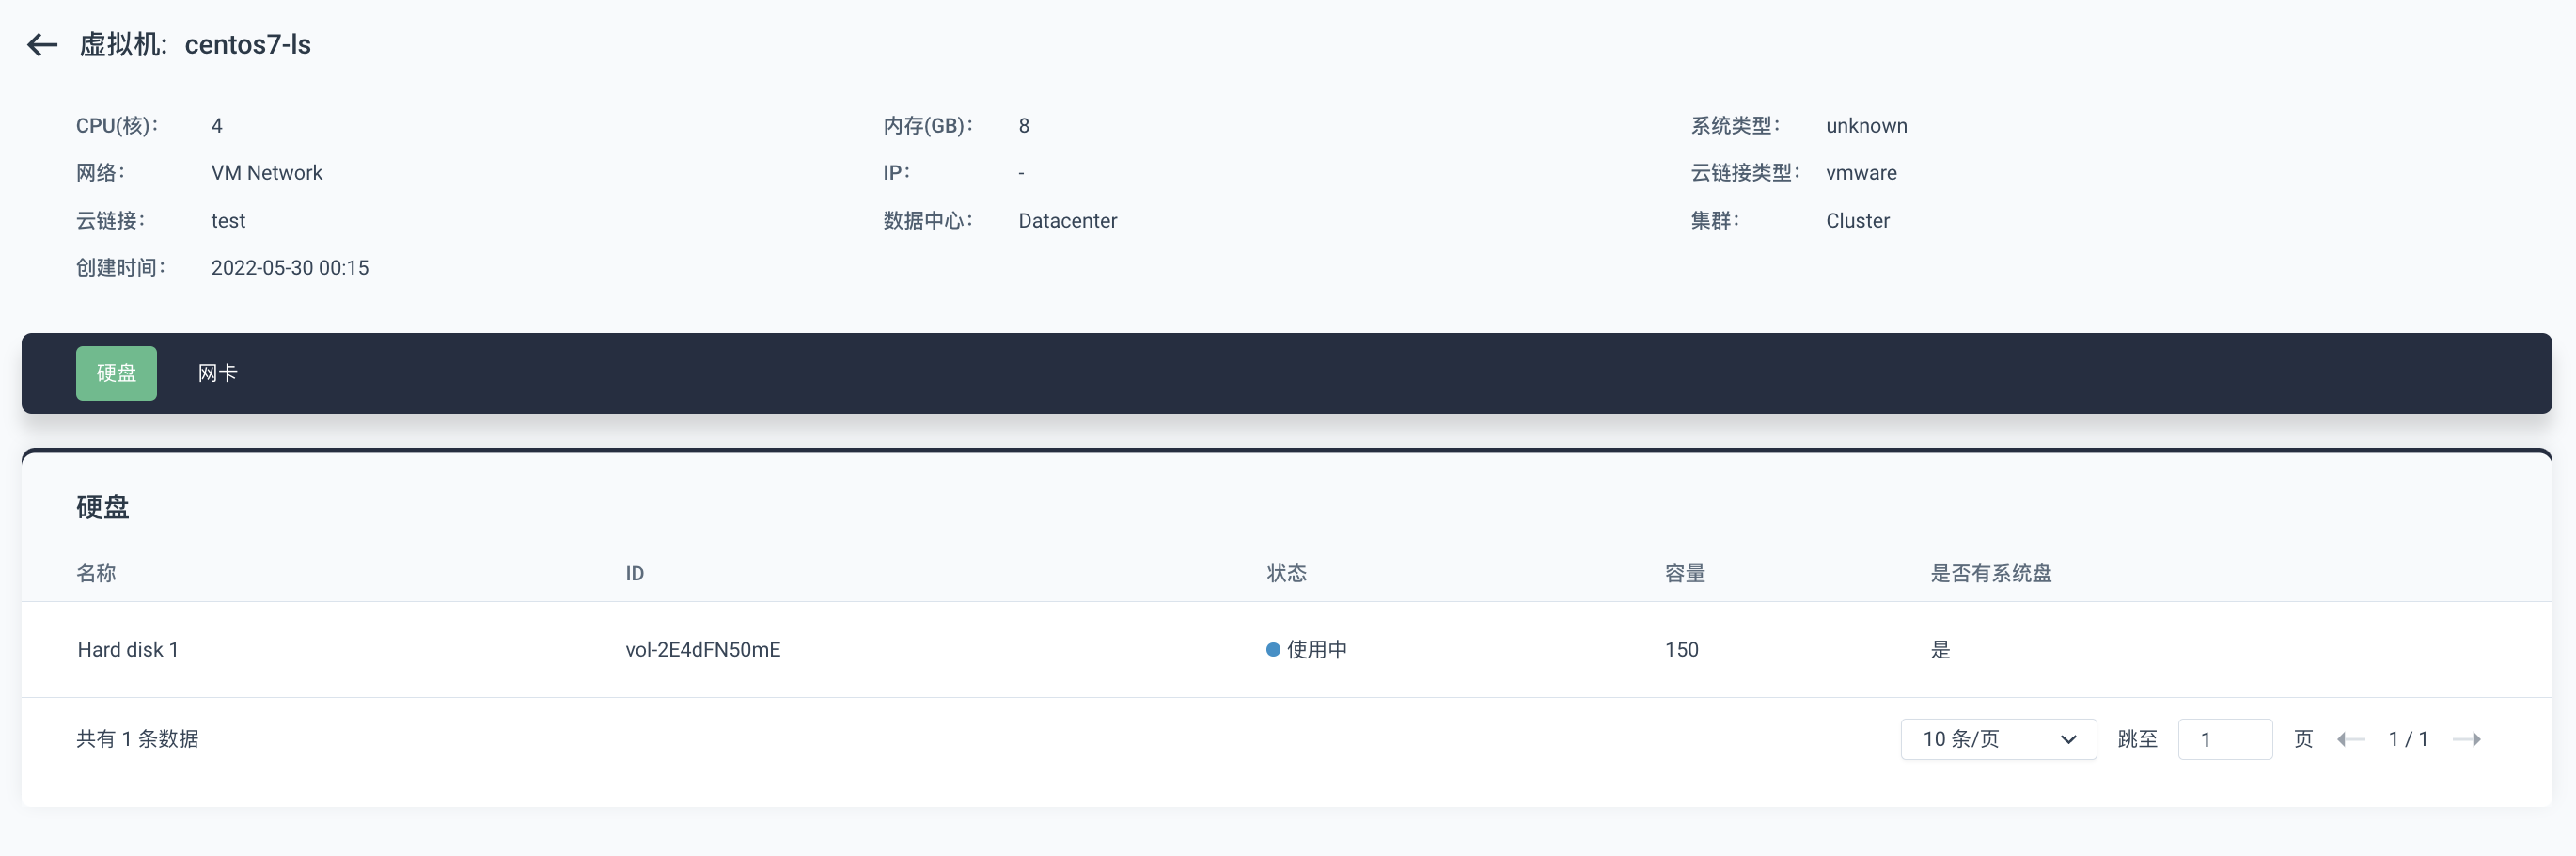 虚拟机: centos7-ls
CPU(核): 4 内存(GB): 8 系统类型: unknown
网络: VM Network IP: - 云链接类型: vmware
云链接: test 数据中心: Datacenter 集群: Cluster
创建时间: 2022-05-30 00:15
硬盘 网卡
硬盘
名称 ID 状态 容量 是否有系统盘
Hard disk 1 vol-2E4dFN50mE 使用中 150 是
共有 1 条数据 10 条/页 跳至 1 页 1 / 1